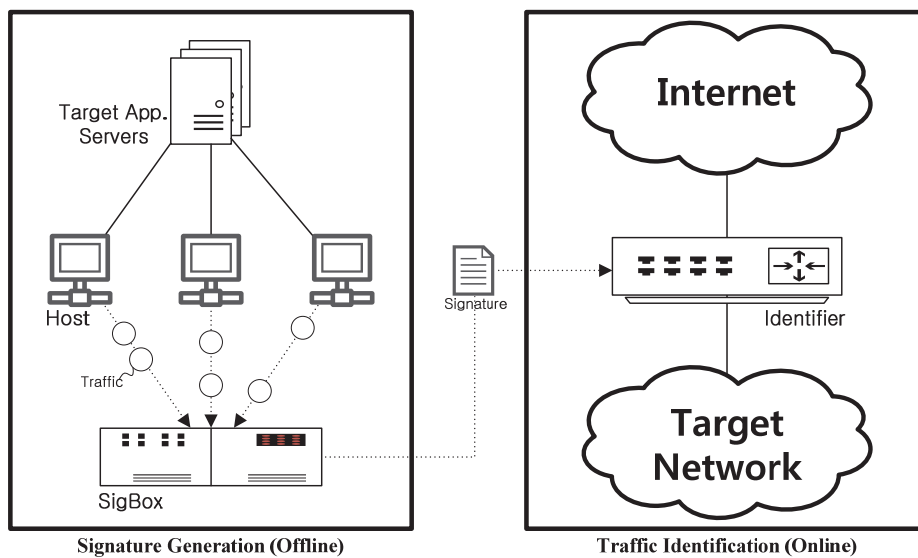 Target App.
Servers
Host
Traffic
SigBox
Signature Generation (Offline)
Signature
Internet
Identifier
Target
Network
Traffic Identification (Online)